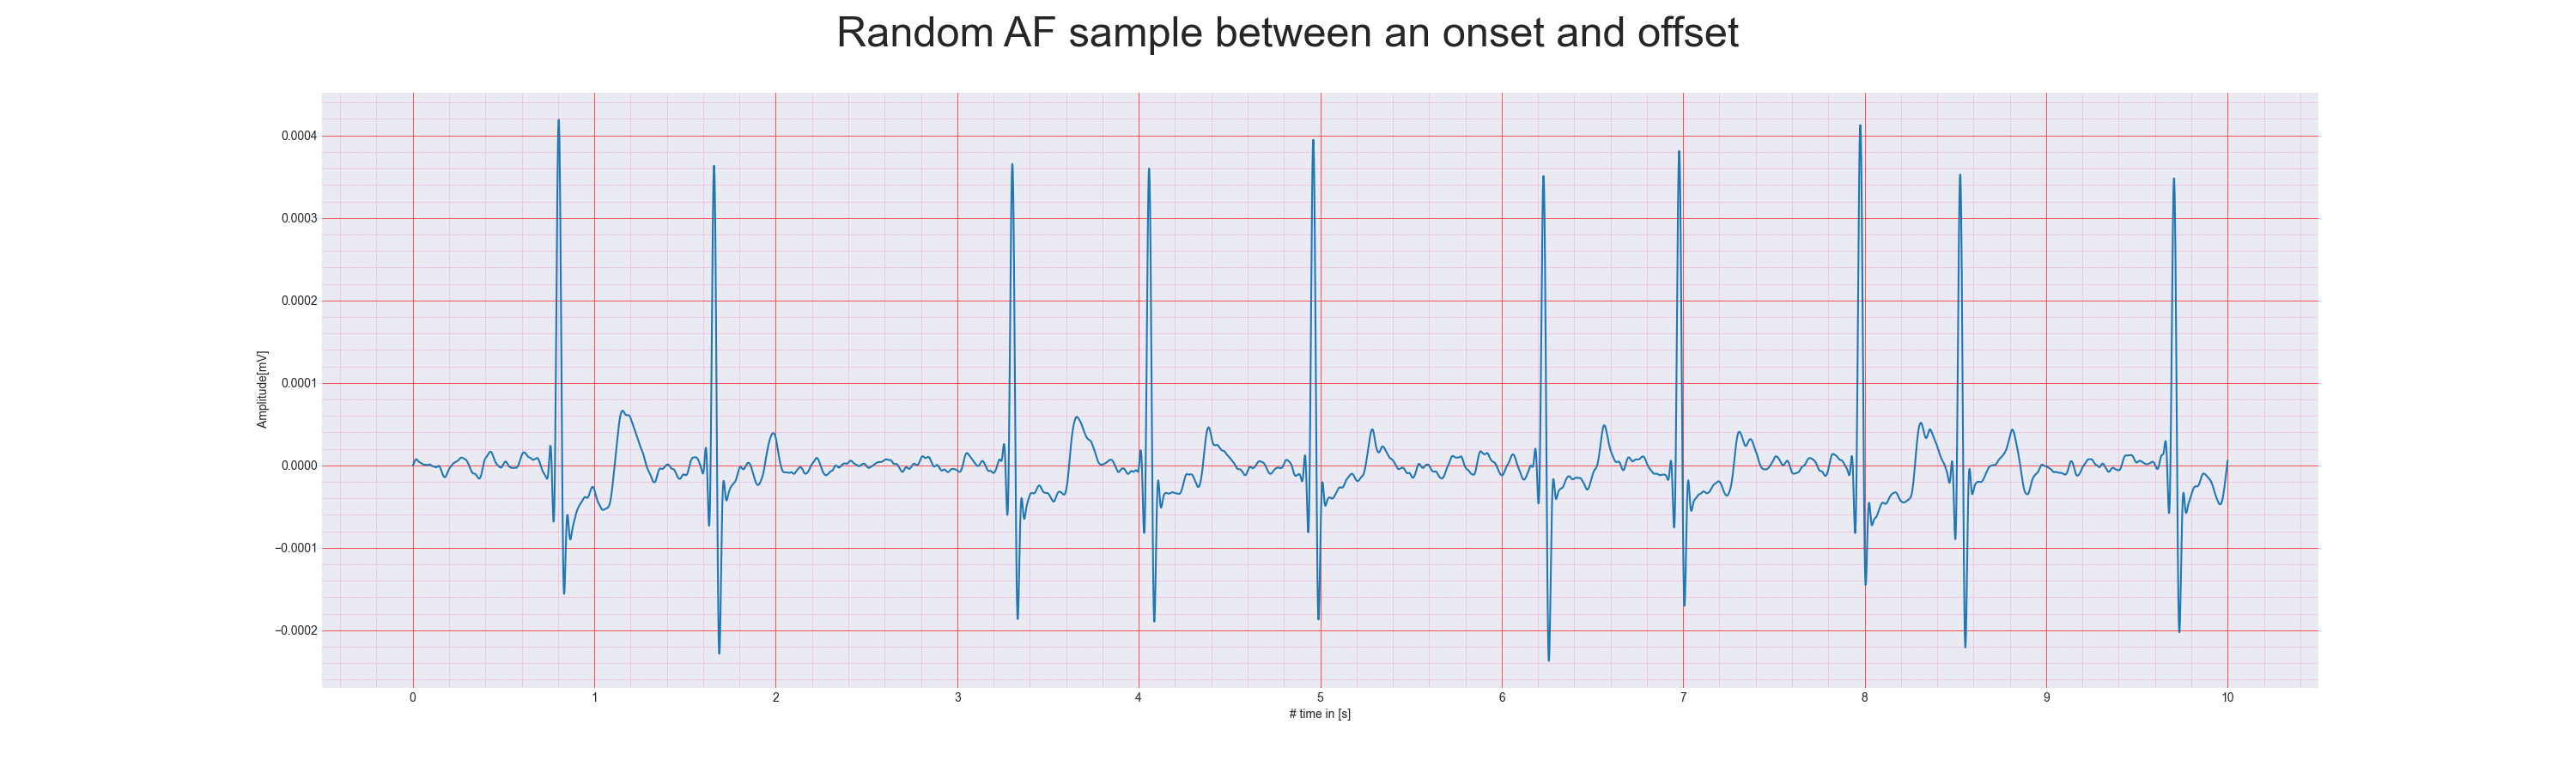 Random AF sample between an onset and offset
0.0004
0.0003
0.0002
0.0001
0.0000
−0.0001
−0.0002
Amplitude[mV]
0 1 2 3 4 5 6 7 8 9 10
# time in [s]